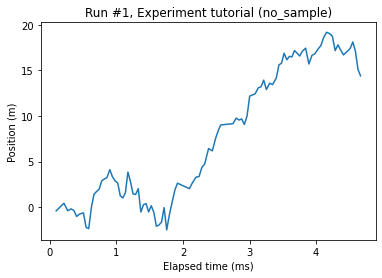 Run #1, Experiment tutorial (no_sample)
Position (m)
20
15
10
5
0
0 1 2 3 4
Elapsed time (ms)